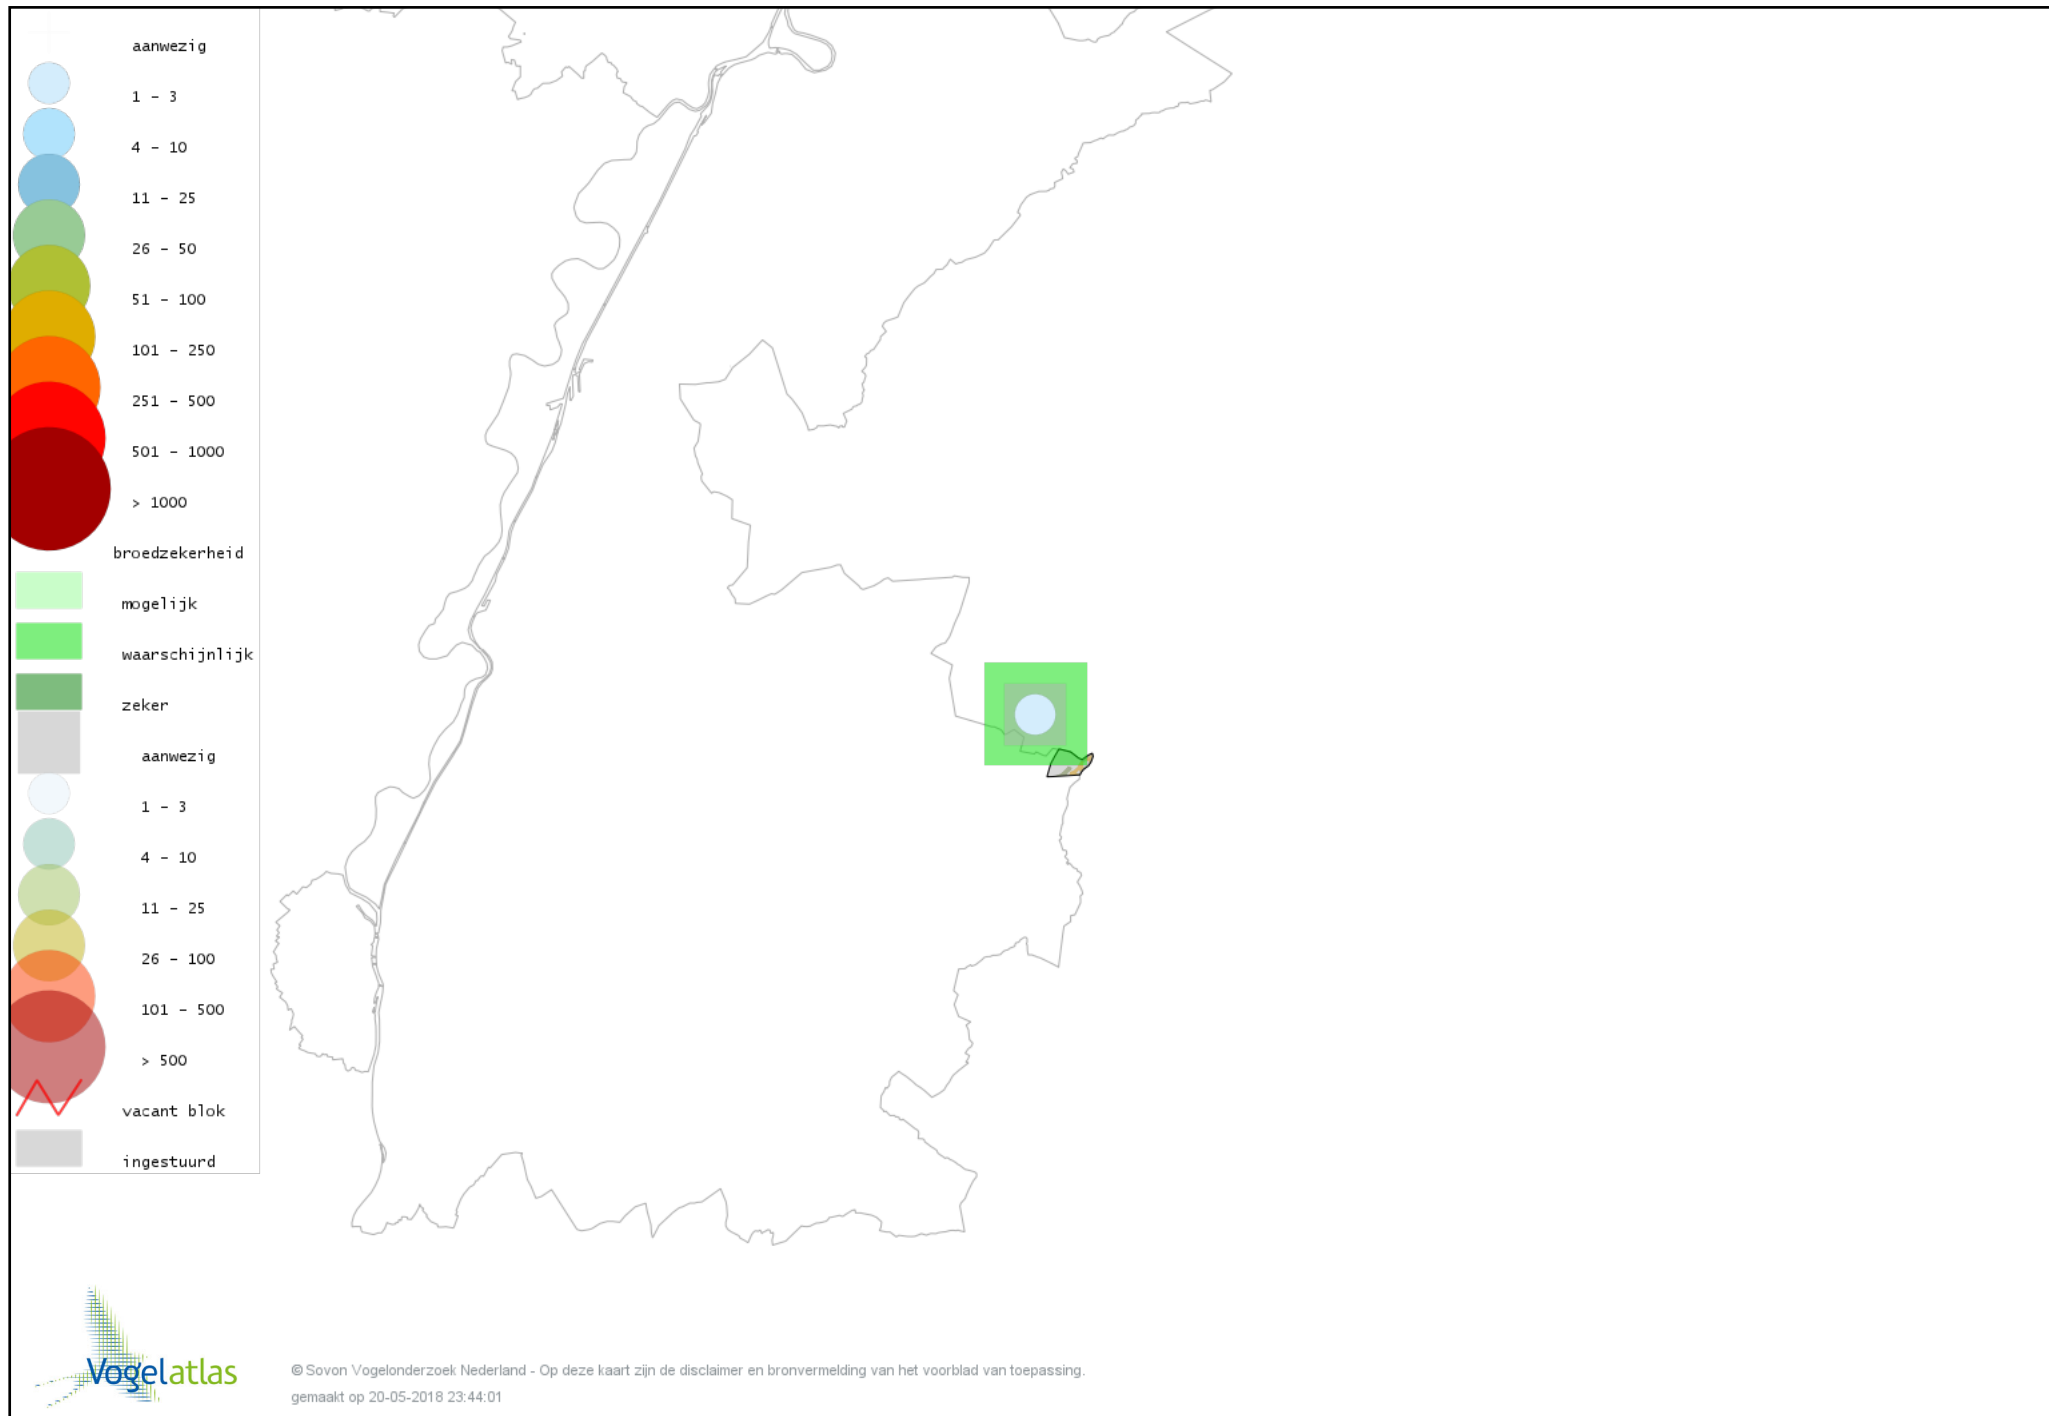 aanwezig
1 - 3
4 - 10
11 - 25
26 - 50
51 - 100
101 - 250
251 - 500
501 - 1000
> 1000
broedzekerheid
mogelijk
waarschijnlijk
zeker
aanwezig
1 - 3
4 - 10
11 - 25
26 - 100
101 - 500
> 500
vacant blok
ingestuurd
Vogelatlas
© Sovon Vogelonderzoek Nederland - Op deze kaart zijn de disclaimer en bronvermelding van het voorblad van toepassing.
gemaakt op 20-05-2018 23:44:01